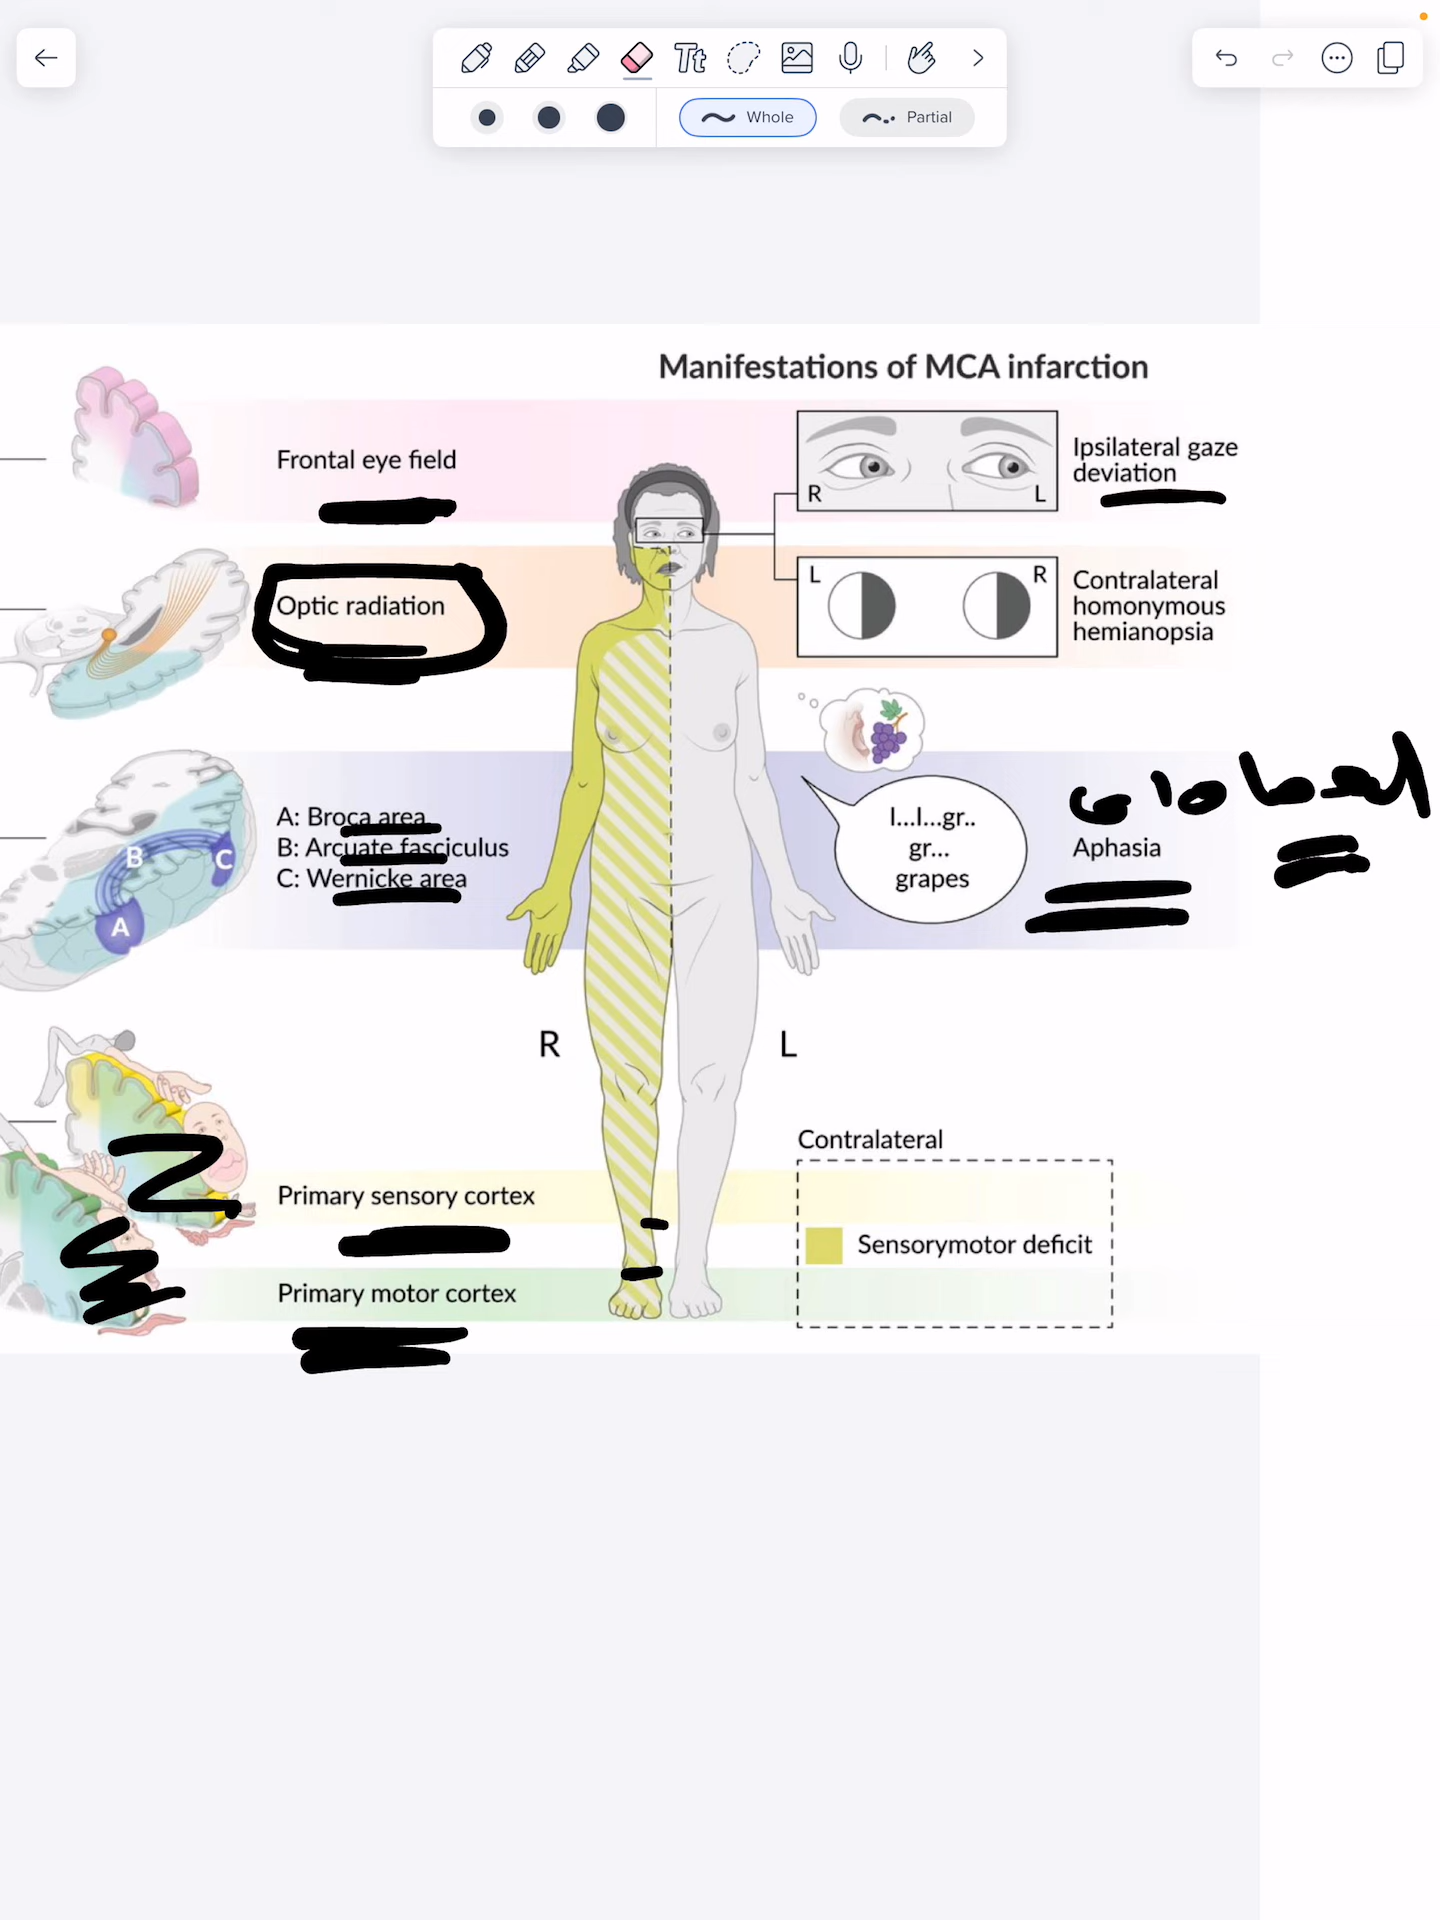 Tt
Whole
Partial
Manifestations of MCA infarction
Frontal eye field
R
L
Ipsilateral gaze
deviation
Optic radiation
L
R
Contralateral
homonymous
hemianopsia
A: Broca area
B: Arcuate fasciculus
C: Wernicke area
B
C
A
I...I...gr..
gr...
grapes
Global
Aphasia
R
L
Contralateral
Primary sensory cortex
Sensorymotor deficit
Primary motor cortex